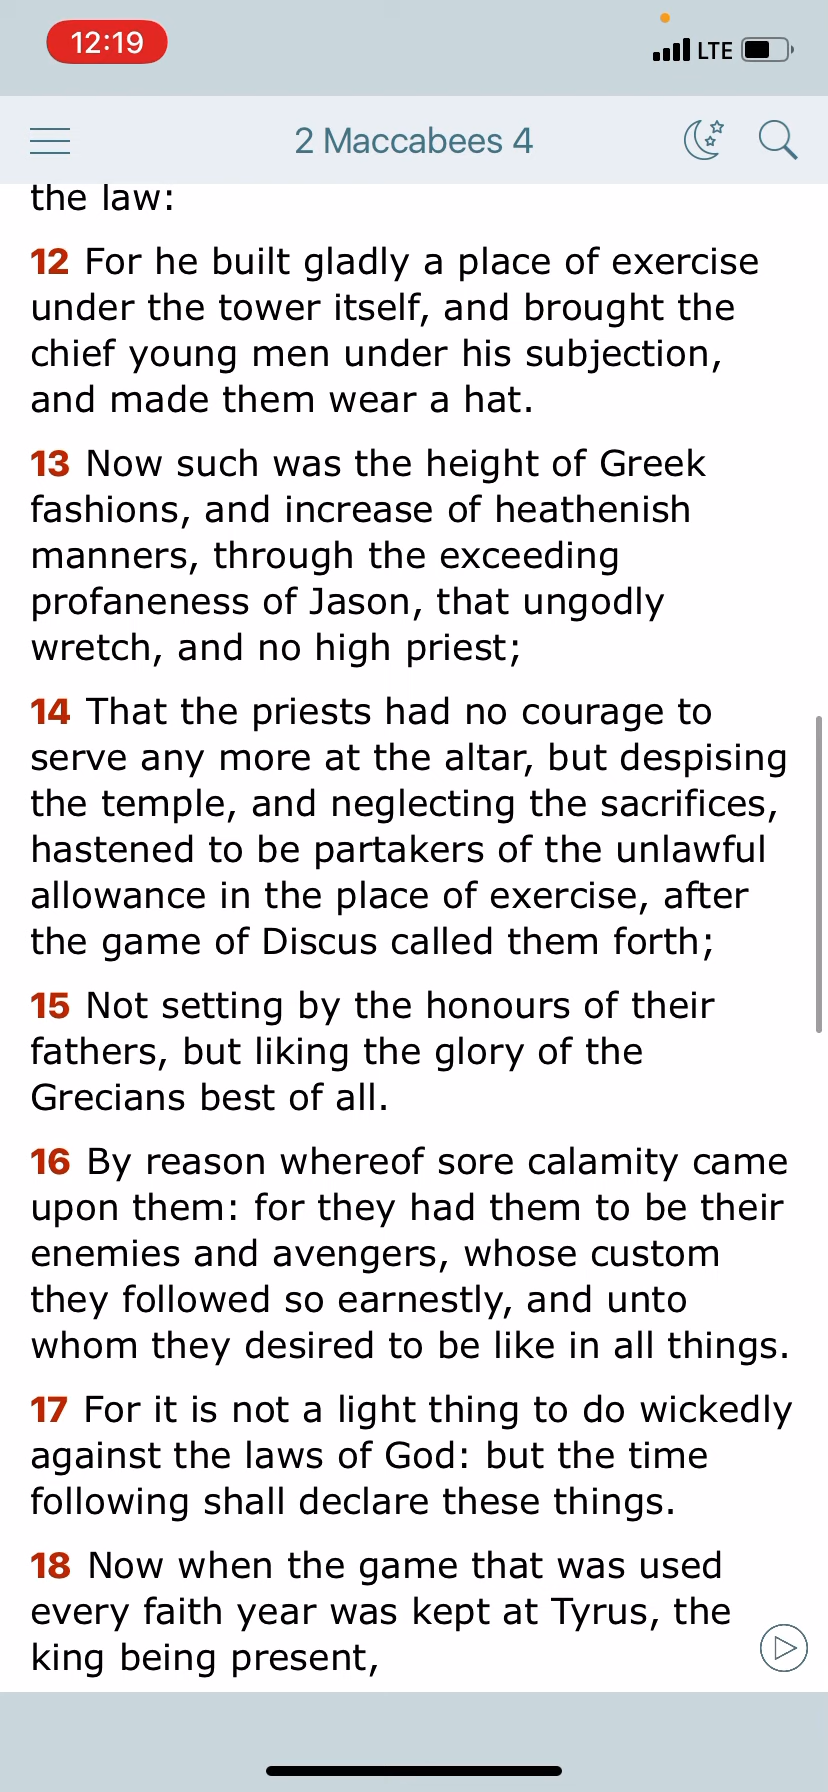 12:19
LTE
2 Maccabees 4
the law:
12 For he built gladly a place of exercise
under the tower itself, and brought the
chief young men under his subjection,
and made them wear a hat.
13 Now such was the height of Greek
fashions, and increase of heathenish
manners, through the exceeding
profaneness of Jason, that ungodly
wretch, and no high priest;
14 That the priests had no courage to
serve any more at the altar, but despising
the temple, and neglecting the sacrifices,
hastened to be partakers of the unlawful
allowance in the place of exercise, after
the game of Discus called them forth;
15 Not setting by the honours of their
fathers, but liking the glory of the
Grecians best of all.
16 By reason whereof sore calamity came
upon them: for they had them to be their
enemies and avengers, whose custom
they followed so earnestly, and unto
whom they desired to be like in all things.
17 For it is not a light thing to do wickedly
against the laws of God: but the time
following shall declare these things.
18 Now when the game that was used
every faith year was kept at Tyrus, the
king being present,